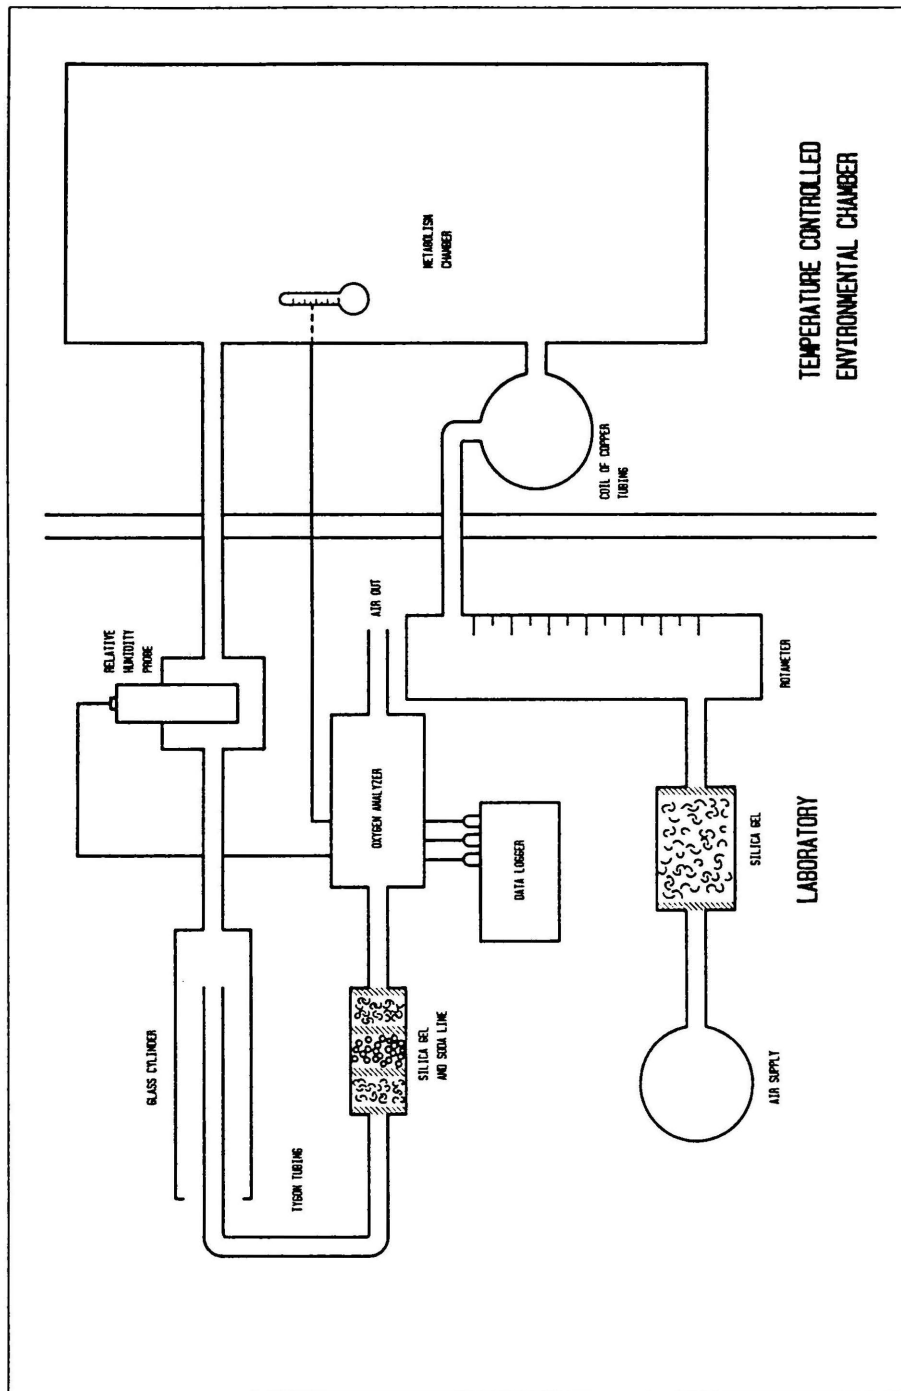 TEMPERATURE CONTROLLED
ENVIRONMENTAL CHAMBER
METABOLISM
CHAMBER
COIL OF COPPER
TUBING
RELATIVE
HUMIDITY
PROBE
AIR OUT
ROTAMETER
OXYGEN ANALYZER
DATA LOGGER
SILICA GEL
LABORATORY
GLASS CYLINDER
TYGON TUBING
SILICA GEL
AND SODA LIME
AIR SUPPLY